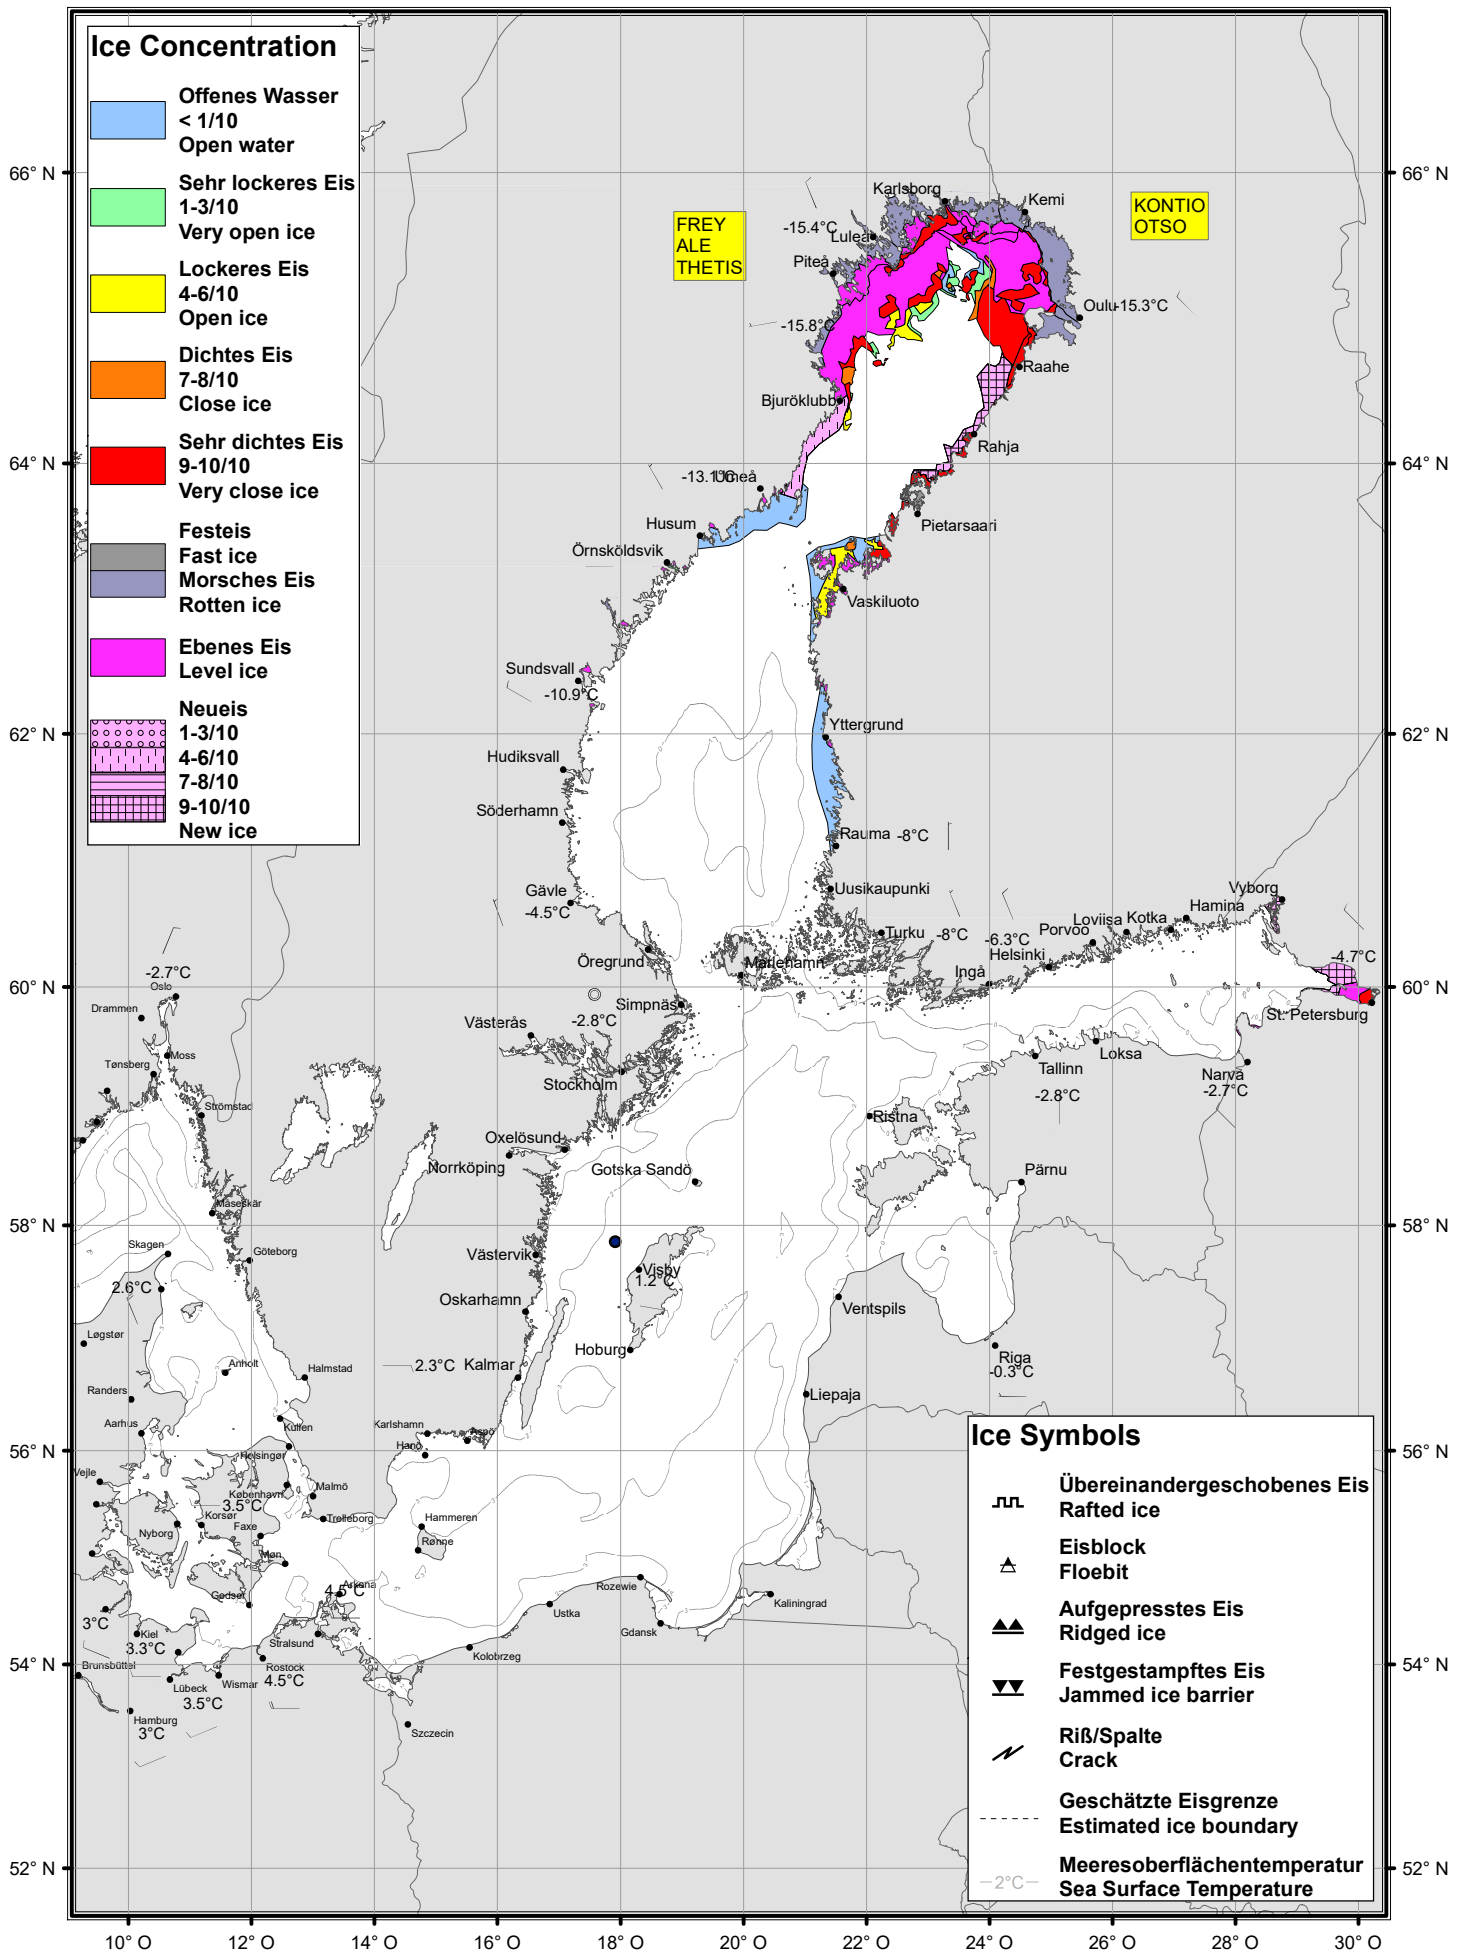 Ice Concentration
Offenes Wasser
< 1/10
Open water
Sehr lockeres Eis
1-3/10
Very open ice
Lockeres Eis
4-6/10
Open ice
Dichtes Eis
7-8/10
Close ice
Sehr dichtes Eis
9-10/10
Very close ice
Festeis
Fast ice
Morsches Eis
Rotten ice
Ebenes Eis
Level ice
Neueis
1-3/10
4-6/10
7-8/10
9-10/10
New ice
66° N
64° N
62° N
60° N
58° N
56° N
54° N
52° N
66° N
64° N
62° N
60° N
58° N
56° N
54° N
52° N
FREY
ALE
THETIS
KONTIO
OTSO
Karlsborg
Kemi
-15.4°C
Luleå
Piteå
Oulu
-15.3°C
-15.8°C
Raahe
Bjuröklubb
Rahja
-13.1°C
Umeå
Husum
Pietarsaari
Örnsköldsvik
Vaskiluoto
Sundsvall
-10.9°C
Yttergrund
Hudiksvall
Söderhamn
Rauma
-8°C
Gävle
-4.5°C
Uusikaupunki
Vyborg
Hamina
Loviisa
Kotka
Porvoo
Turku
-8°C
-6.3°C
Helsinki
-4.7°C
Öregrund
Mariehamn
Ingå
-2.7°C
Oslo
Drammen
Simpnäs
St. Petersburg
-2.8°C
Västerås
Moss
Tønsberg
Stockholm
Tallinn
Loksa
-2.8°C
Narva
-2.7°C
Strömstad
Ristna
Oxelösund
Norrköping
Gotska Sandö
Pärnu
Måseskär
Skagen
Göteborg
Västervik
Visby
1.2°C
2.6°C
Oskarhamn
Ventspils
Løgstør
Hoburg
Riga
-0.3°C
Anholt
Halmstad
2.3°C
Kalmar
Randers
Liepaja
Aarhus
Kullen
Karlshamn
Aspö
Hanö
Helsingør
Vejle
København
3.5°C
Malmö
Korsør
Nyborg
Faxe
Trelleborg
Hammeren
Rønne
Møn
Gedser
Arkona
4.5°C
Rozewie
Kaliningrad
Ustka
Gdansk
3°C
Kiel
3.3°C
Stralsund
Kolobrzeg
Brunsbüttel
Rostock
4.5°C
Lübeck
Wismar
3.5°C
Hamburg
3°C
Szczecin
Ice Symbols
Übereinandergeschobenes Eis
Rafted ice
Eisblock
Floebit
Aufgepresstes Eis
Ridged ice
Festgestampftes Eis
Jammed ice barrier
Riß/Spalte
Crack
Geschätzte Eisgrenze
Estimated ice boundary
2°C
Meeresoberflächentemperatur
Sea Surface Temperature
10° O
12° O
14° O
16° O
18° O
20° O
22° O
24° O
26° O
28° O
30° O